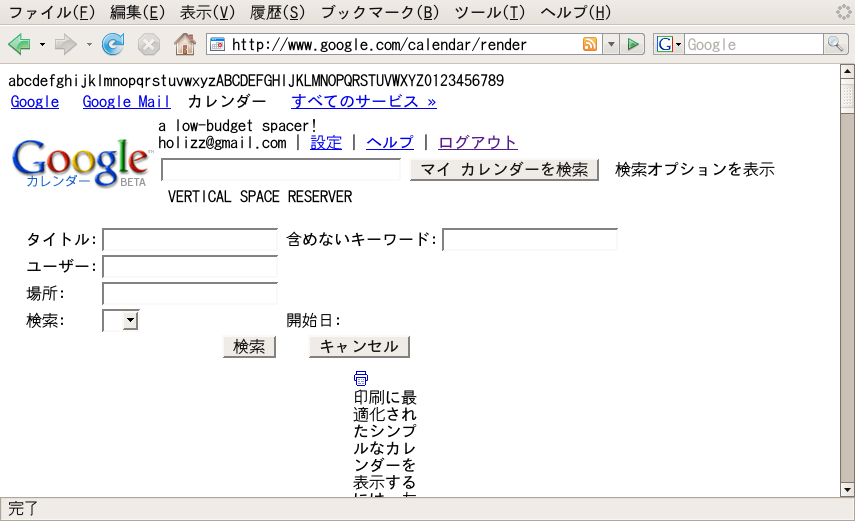 ファイル(F) 編集(E) 表示(V) 履歴(S) ブックマーク(B) ツール(T) ヘルプ(H)
http://www.google.com/calendar/render
Google
abcdefghijklmnopqrstuvwxyzABCDEFGHIJKLMNOPQRSTUVWXYZ0123456789
Google Google Mail カレンダー すべてのサービス »
a low-budget spacer!
holizz@gmail.com | 設定 | ヘルプ | ログアウト
Google™
カレンダー BETA
マイ カレンダーを検索 検索オプションを表示
VERTICAL SPACE RESERVER
タイトル: 含めないキーワード:
ユーザー:
場所:
検索: 開始日:
検索 キャンセル
印刷に最
適化され
たシンプ
ルなカレ
ンダーを
表示する
には、
完了